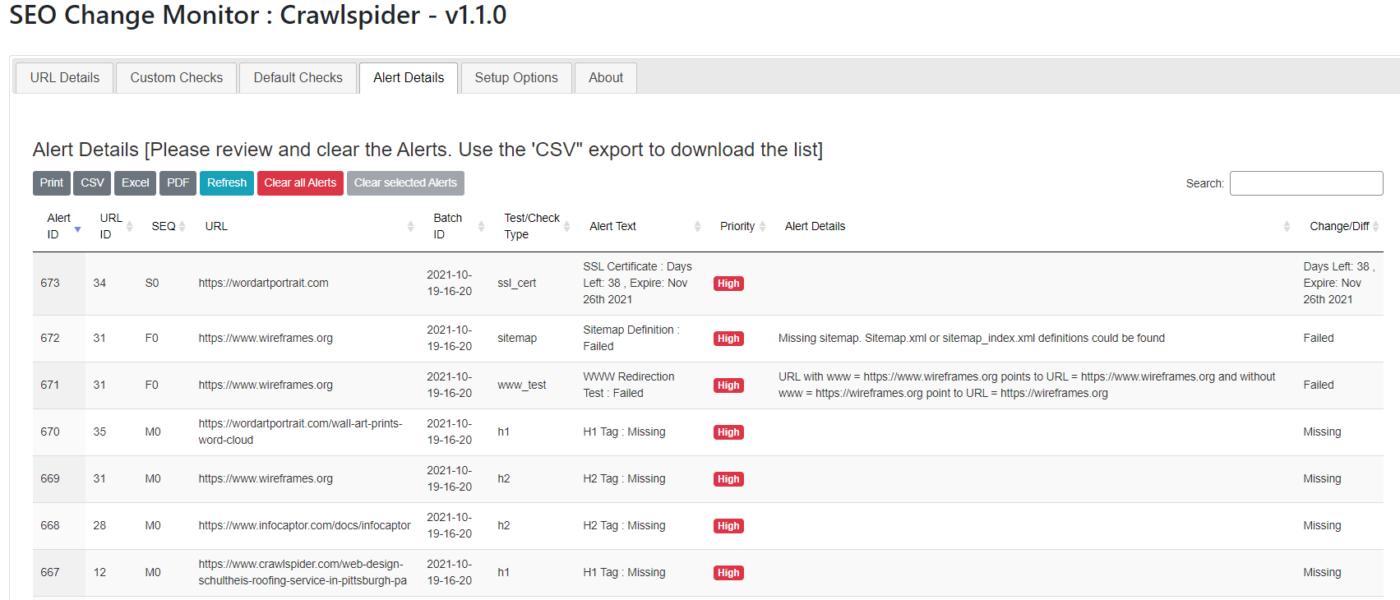 SEO Change Monitor : Crawlspider - v1.1.0
URL Details Custom Checks Default Checks Alert Details Setup Options About
Alert Details [Please review and clear the Alerts. Use the 'CSV" export to download the list]
Print CSV Excel PDF Refresh Clear all Alerts Clear selected Alerts Search:
Alert ID URL ID SEQ URL Batch ID Test/Check Type Alert Text Priority Alert Details Change/Diff
673 34 S0 https://wordartportrait.com 2021-10-19-16-20 ssl_cert SSL Certificate : Days Left: 38 , Expire: Nov 26th 2021 High Days Left: 38 , Expire: Nov 26th 2021
672 31 F0 https://www.wireframes.org 2021-10-19-16-20 sitemap Sitemap Definition : Failed High Missing sitemap. Sitemap.xml or sitemap_index.xml definitions could be found Failed
671 31 F0 https://www.wireframes.org 2021-10-19-16-20 www_test WWW Redirection Test : Failed High URL with www = https://www.wireframes.org points to URL = https://www.wireframes.org and without www = https://wireframes.org point to URL = https://wireframes.org Failed
670 35 M0 https://wordartportrait.com/wall-art-prints-word-cloud 2021-10-19-16-20 h1 H1 Tag : Missing High Missing
669 31 M0 https://www.wireframes.org 2021-10-19-16-20 h2 H2 Tag : Missing High Missing
668 28 M0 https://www.infocaptor.com/docs/infocaptor 2021-10-19-16-20 h2 H2 Tag : Missing High Missing
667 12 M0 https://www.crawlspider.com/web-design-schultheis-roofing-service-in-pittsburgh-pa 2021-10-19-16-20 h1 H1 Tag : Missing High Missing